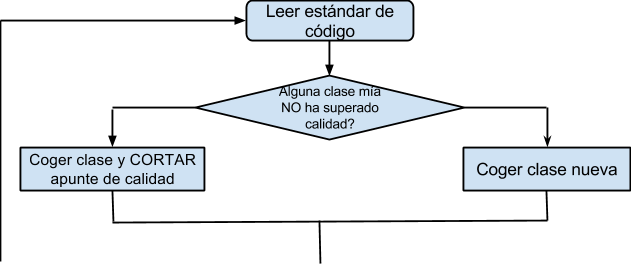 Leer estándar de
código
Alguna clase mía
NO ha superado
calidad?
Coger clase y CORTAR
apunte de calidad
Coger clase nueva